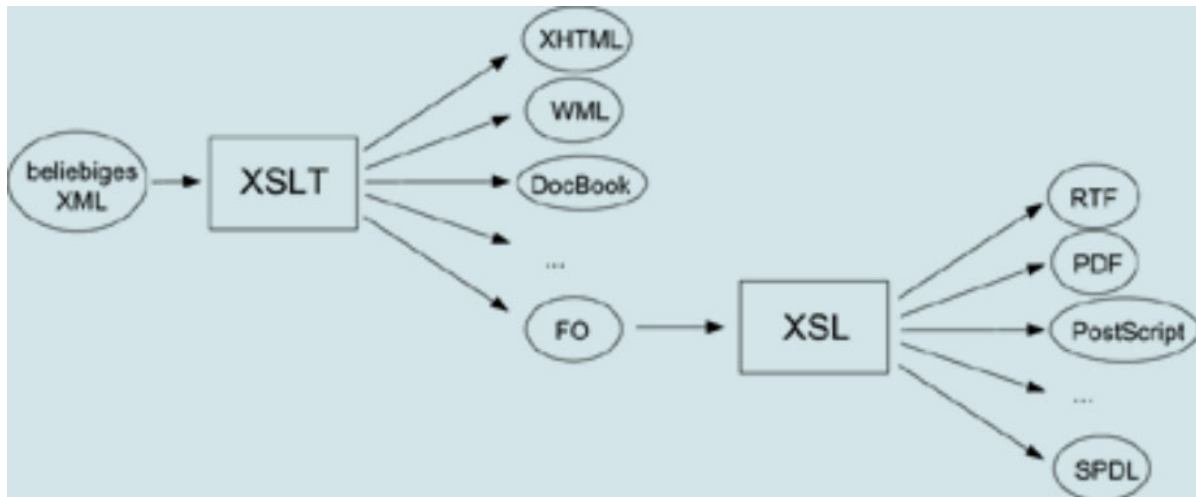 XHTML
WML
beliebiges
XML
XSLT
DocBook
...
FO
XSL
RTF
PDF
PostScript
...
SPDL